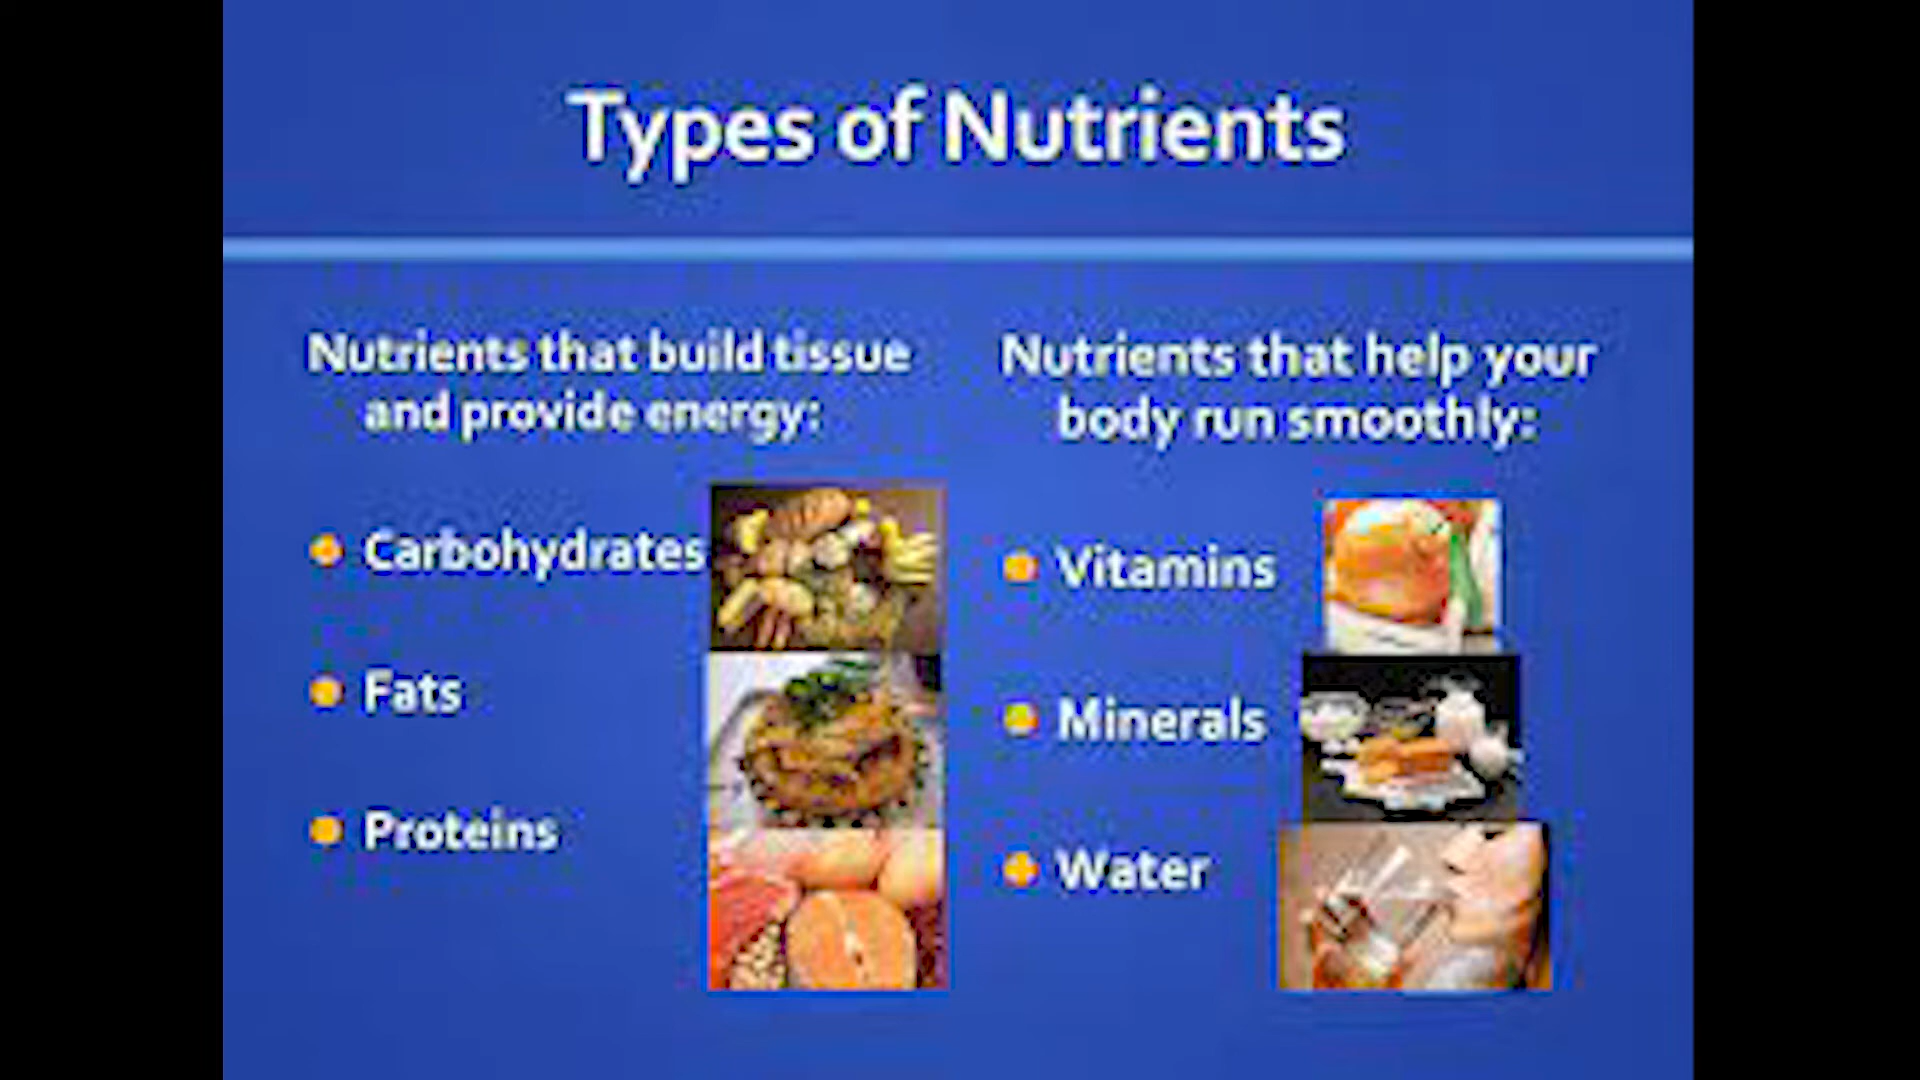 Types of Nutrients
Nutrients that build tissue
and provide energy:
Carbohydrates
Fats
Proteins
Nutrients that help your
body run smoothly:
Vitamins
Minerals
Water